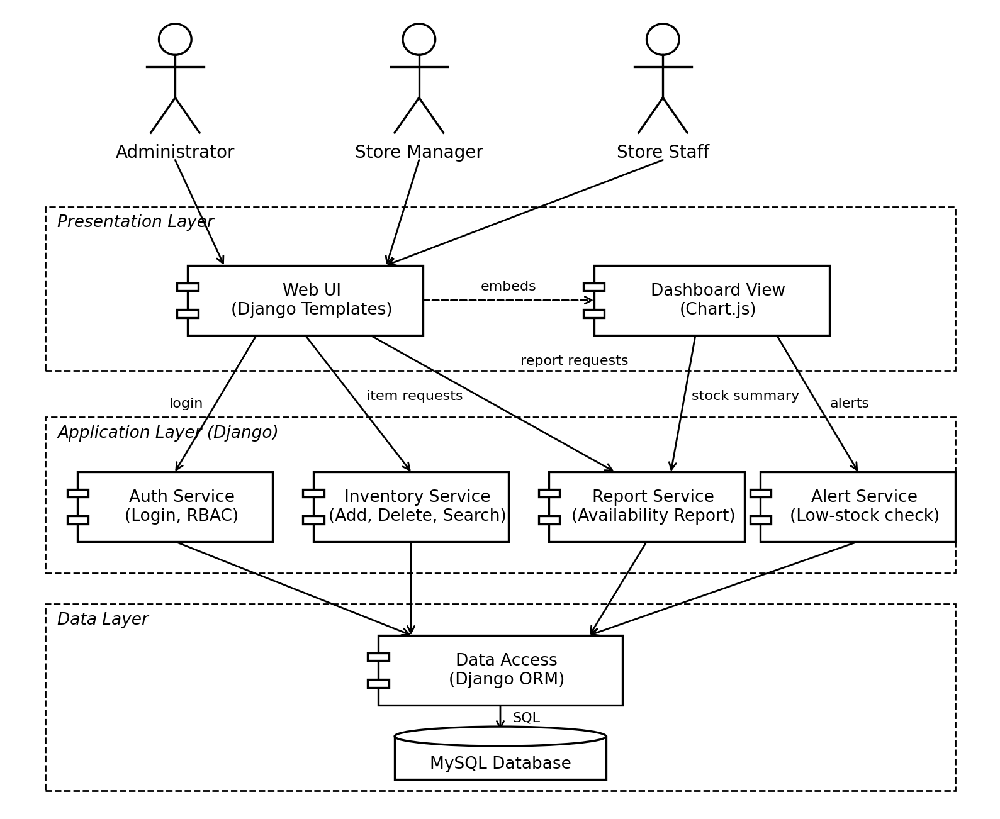 Administrator
Store Manager
Store Staff
Presentation Layer
Web UI
(Django Templates)
embeds
Dashboard View
(Chart.js)
report requests
login
item requests
stock summary
alerts
Application Layer (Django)
Auth Service
(Login, RBAC)
Inventory Service
(Add, Delete, Search)
Report Service
(Availability Report)
Alert Service
(Low-stock check)
Data Layer
Data Access
(Django ORM)
SQL
MySQL Database